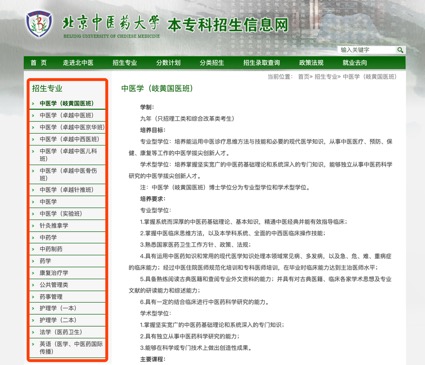 北京中医药大学 本专科招生信息网
BEIJING UNIVERSITY OF CHINESE MEDICINE
输入关键字
首 页 走进北中医 招生专业 分数计划 分类招生 招生录取查询 政策法规 就业去向
当前位置: 首页> 招生专业> 中医学（岐黄国医班）
招生专业
中医学（岐黄国医班）
中医学（卓越中医班）
中医学（卓越中医京华班）
中医学（卓越中西医班）
中医学（卓越中医儿科
班）
中医学（卓越中医骨伤
班）
中医学（卓越针推班）
中医学
中医学（实验班）
针灸推拿学
中药学
中药制药
药学
康复治疗学
公共管理类
药事管理
护理学（一本）
护理学（二本）
法学（医药卫生）
英语（医学、中医药国际
传播）
中医学（岐黄国医班）
学制：
九年（只招理工类和综合改革类考生）
培养目标：
专业型学位：培养能运用中医诊疗思维方法与技能和必要的现代医学知识，从事中医医疗、预防、保
健、康复等工作的中医学拔尖创新人才。
学术型学位：培养掌握坚实宽广的中医药基础理论和系统深入的专门知识，能够独立从事中医药科学
研究的中医学拔尖创新人才。
注：中医学（岐黄国医班）博士学位分为专业型学位和学术型学位。
培养要求：
专业型学位：
1.掌握系统而深厚的中医药基础理论、基本知识，精通中医经典并能有效指导临床；
2.掌握中医临床思维方法，以及本学科系统、全面的中西医临床操作技能；
3.熟悉国家医药卫生工作方针、政策、法规；
4.具有运用中医药知识和常用的现代医学知识处理本领域常见病、多发病，以及急、危、难、重病症
的临床能力；经过中医住院医师规范化培训和专科医师培训，在毕业时临床能力达到主治医师水平；
5.具备熟练阅读古典医籍和查阅专业外文资料的能力；并具有对古典医籍、临床各家学术思想及专业
文献的研读能力和综述能力；
6.具有一定的结合临床进行中医药科学研究的能力。
学术型学位：
1.掌握坚实宽广的中医药基础理论和系统深入的专门知识；
2.具有独立从事中医药科学研究的能力；
3.能够在科学或专门技术上做出创造性成果。
主要课程：